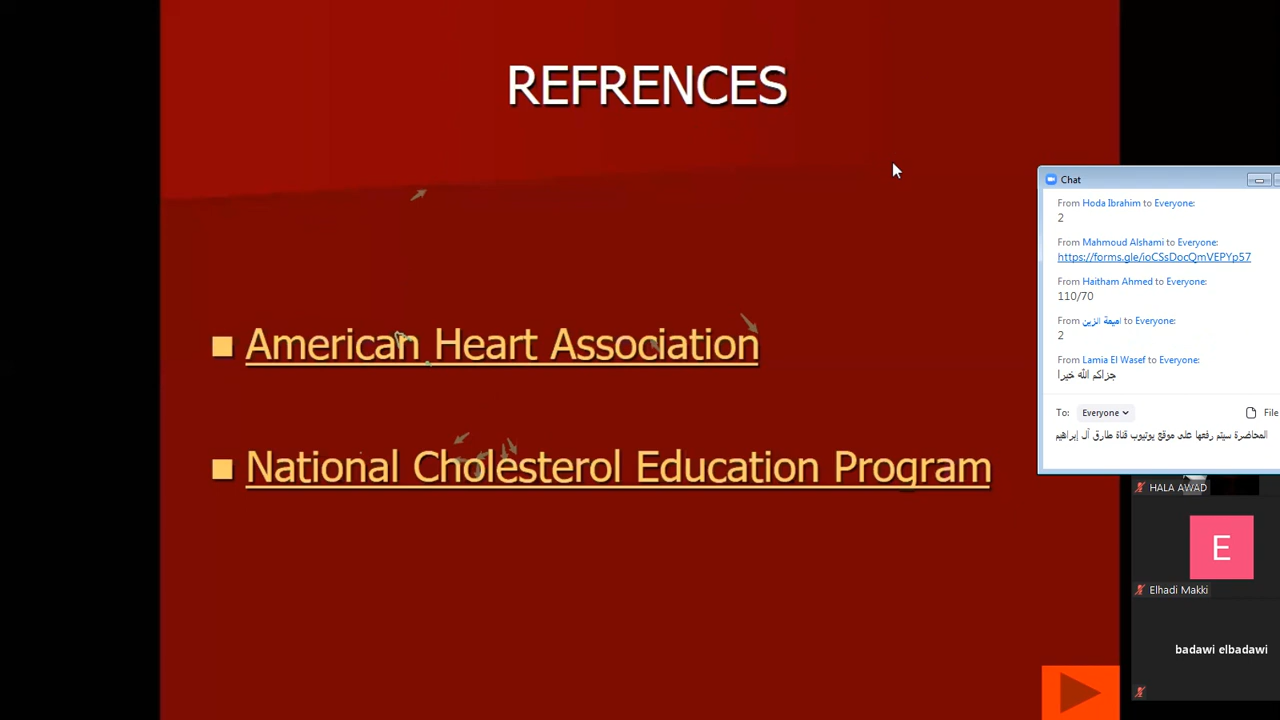 REFRENCES
American Heart Association
National Cholesterol Education Program
Chat
From Hoda Ibrahim to Everyone:
2
From Mahmoud Alshami to Everyone:
https://forms.gle/ioCSsDocQmVEPYp57
From Haitham Ahmed to Everyone:
110/70
From اميمة الزين to Everyone:
2
From Lamia El Wasef to Everyone:
جزاكم الله خيرا
To: Everyone File
المحاضرة سيتم رفعها على موقع يوتيوب قناة طارق آل إبراهيم
HALA AWAD
E
Elhadi Makki
badawi elbadawi